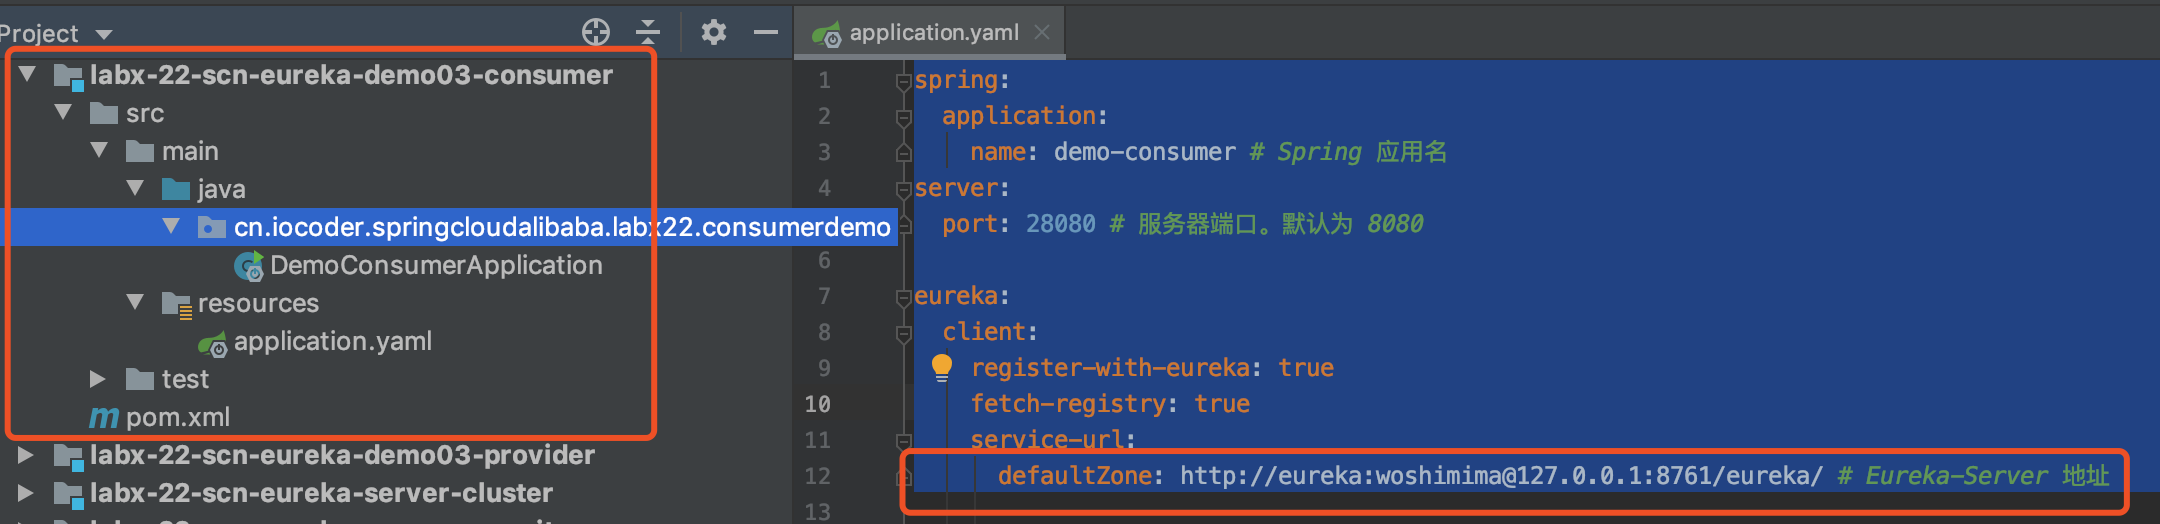 Project
labx-22-scn-eureka-demo03-consumer
src
main
java
cn.iocoder.springcloudalibaba.labx22.consumerdemo
DemoConsumerApplication
resources
application.yaml
test
pom.xml
labx-22-scn-eureka-demo03-provider
labx-22-scn-eureka-server-cluster
application.yaml
1 spring:
2 application:
3 name: demo-consumer # Spring 应用名
4 server:
port: 28080 # 服务器端口。默认为 8080
6
7 eureka:
8 client:
9 register-with-eureka: true
10 fetch-registry: true
11 service-url:
12 defaultZone: http://eureka:woshimima@127.0.0.1:8761/eureka/ # Eureka-Server 地址
13